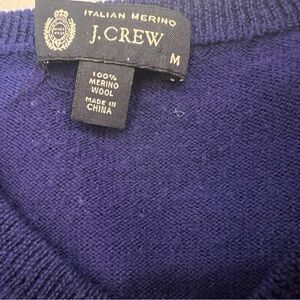 ITALIAN MERINO
J.CREW
M
100%
MERINO
WOOL
MADE IN
CHINA